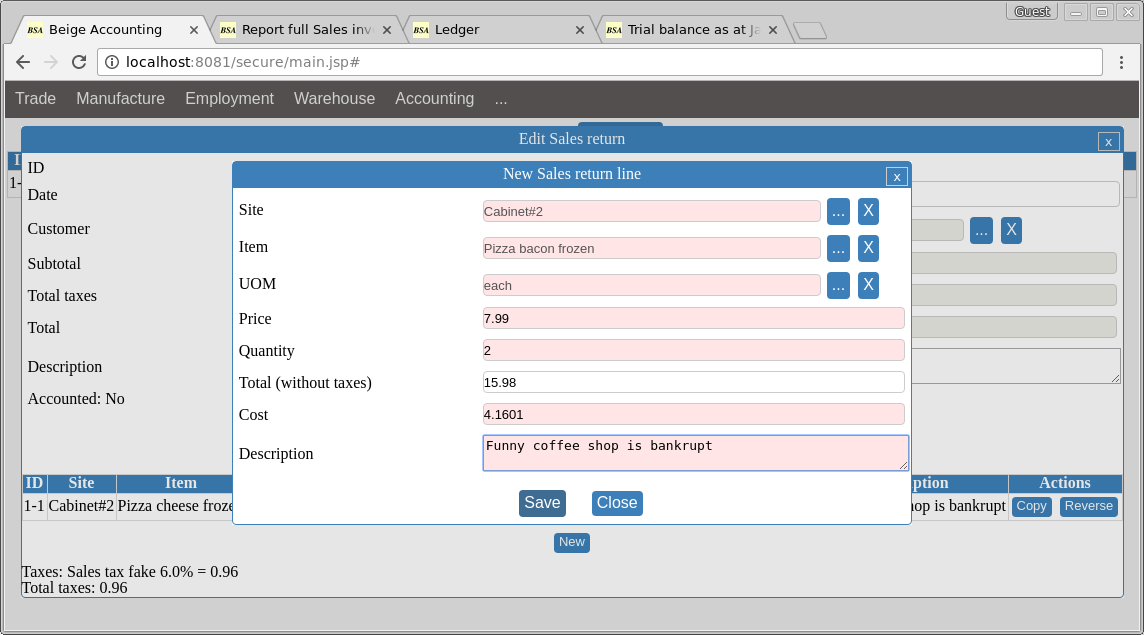 Guest
BSA Beige Accounting
BSA Report full Sales inv
BSA Ledger
BSA Trial balance as at Ja
localhost:8081/secure/main.jsp#
Trade Manufacture Employment Warehouse Accounting ...
Edit Sales return x
I
1-
ID
Date
Customer ... X
Subtotal
Total taxes
Total
Description
Accounted: No
New Sales return line x
Site Cabinet#2 ... X
Item Pizza bacon frozen ... X
UOM each ... X
Price 7.99
Quantity 2
Total (without taxes) 15.98
Cost 4.1601
Description Funny coffee shop is bankrupt
Save Close
ID Site Item ption Actions
1-1 Cabinet#2 Pizza cheese froze op is bankrupt Copy Reverse
New
Taxes: Sales tax fake 6.0% = 0.96
Total taxes: 0.96